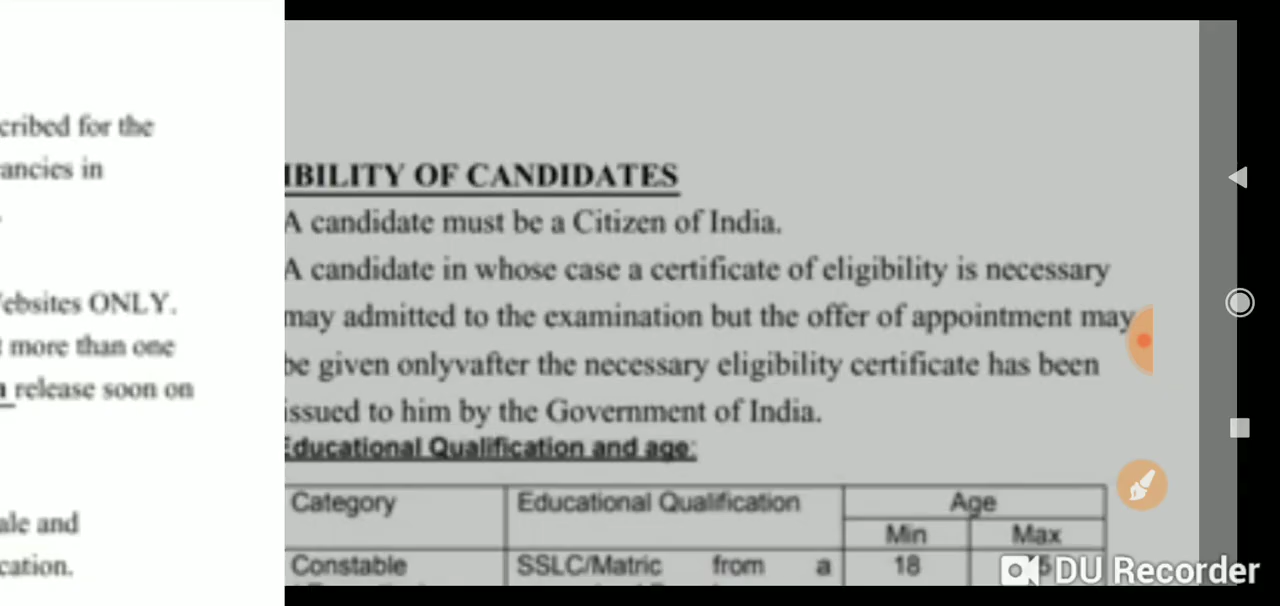 cribed for the
ancies in
ebsites ONLY.
more than one
release soon on
ale and
cation.
IBILITY OF CANDIDATES
A candidate must be a Citizen of India.
A candidate in whose case a certificate of eligibility is necessary
may admitted to the examination but the offer of appointment may
be given onlyvafter the necessary eligibility certificate has been
issued to him by the Government of India.
Educational Qualification and age:
Category Educational Qualification Age
Min Max
Constable SSLC/Matric from a 18
DU Recorder